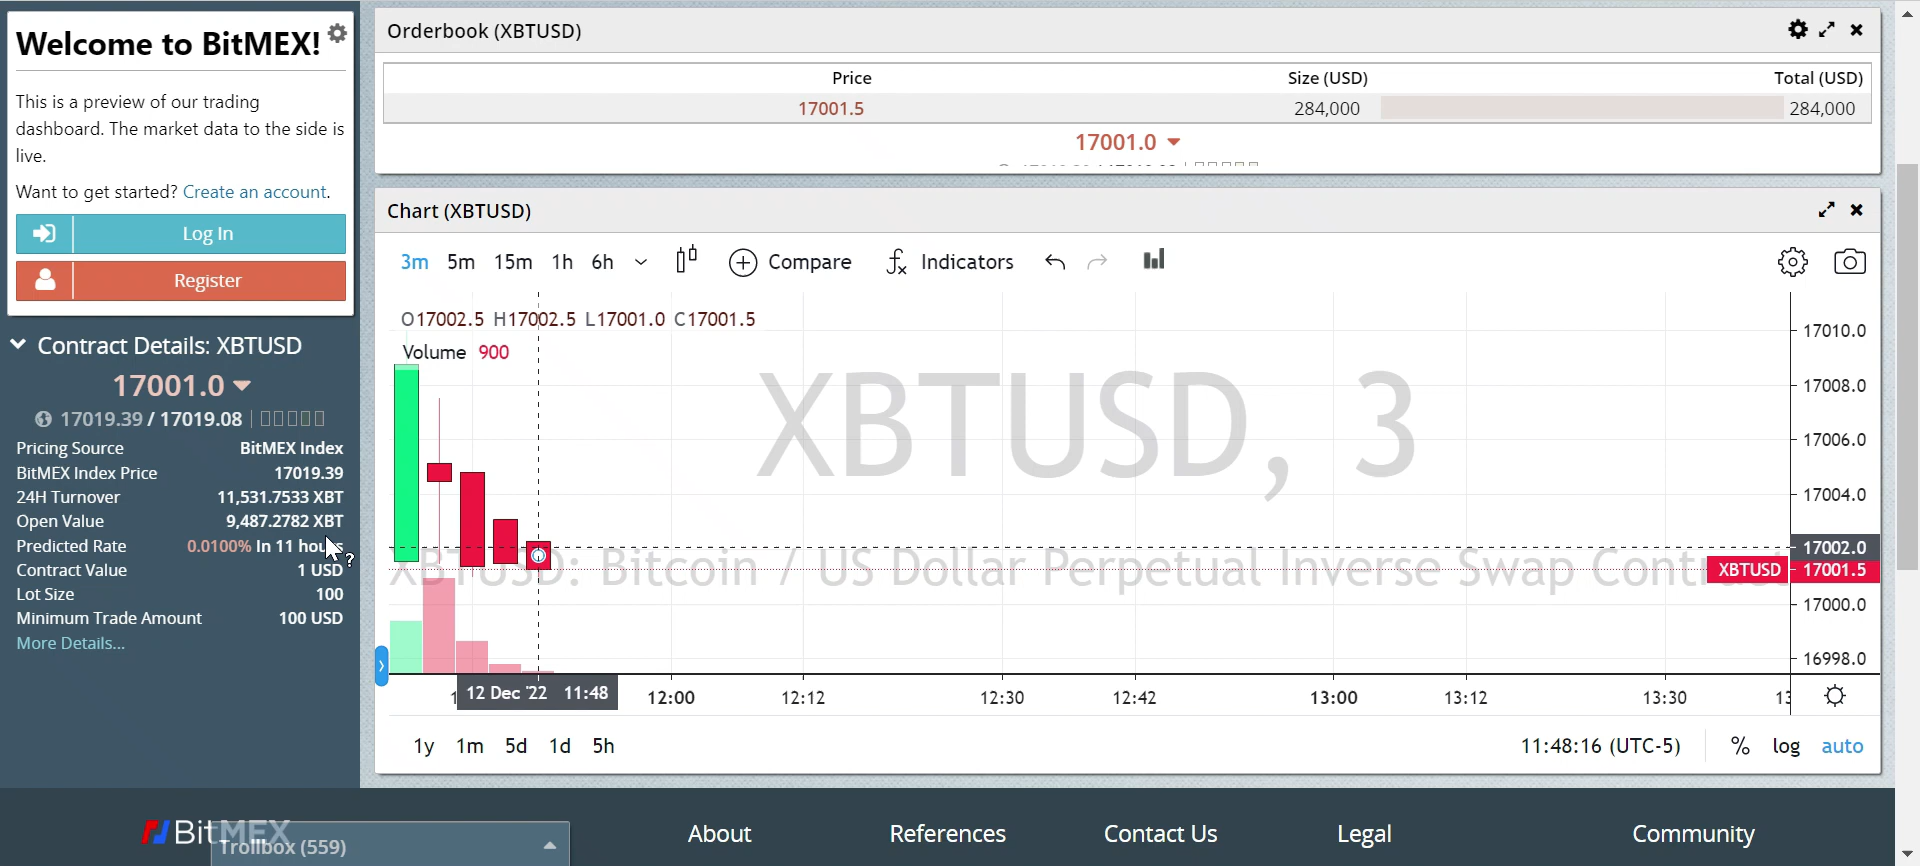 Welcome to BitMEX!
This is a preview of our trading
dashboard. The market data to the side is
live.
Want to get started? Create an account.
Log In
Register
Contract Details: XBTUSD
17001.0
17019.39 / 17019.08
Pricing Source BitMEX Index
BitMEX Index Price 17019.39
24H Turnover 11,531.7533 XBT
Open Value 9,487.2782 XBT
Predicted Rate 0.0100% In 11 hours
Contract Value 1 USD
Lot Size 100
Minimum Trade Amount 100 USD
More Details...
Orderbook (XBTUSD)
Price Size (USD) Total (USD)
17001.5 284,000 284,000
17001.0
Chart (XBTUSD)
3m 5m 15m 1h 6h Compare Indicators
O17002.5 H17002.5 L17001.0 C17001.5
Volume 900
XBTUSD, 3
XBTUSD: Bitcoin / US Dollar Perpetual Inverse Swap Contract
17010.0
17008.0
17006.0
17004.0
17002.0
XBTUSD 17001.5
17000.0
16998.0
12 Dec '22 11:48 12:00 12:12 12:30 12:42 13:00 13:12 13:30
1y 1m 5d 1d 5h 11:48:16 (UTC-5) % log auto
BitMEX
Trollbox (559)
About References Contact Us Legal Community